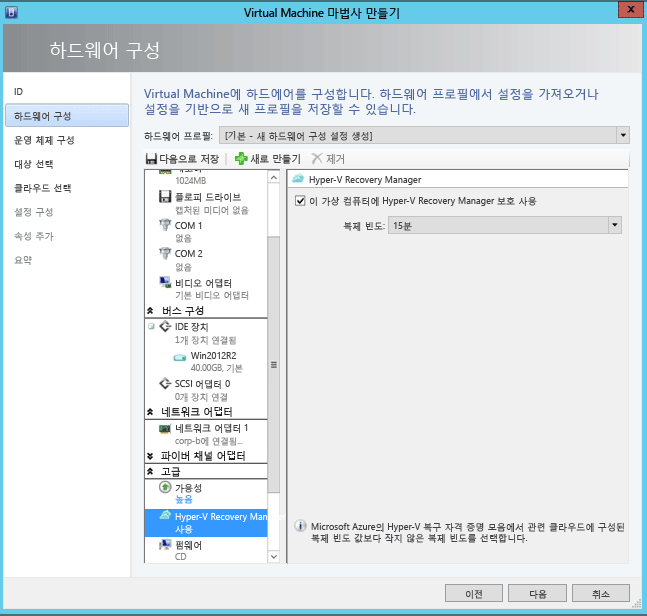 Virtual Machine 마법사 만들기
하드웨어 구성
ID
하드웨어 구성
운영 체제 구성
대상 선택
클라우드 선택
설정 구성
속성 추가
요약
Virtual Machine에 하드에어를 구성합니다. 하드웨어 프로필에서 설정을 가져오거나
설정을 기반으로 새 프로필을 저장할 수 있습니다.
하드웨어 프로필: [기본 - 새 하드웨어 구성 설정 생성]
다음으로 저장 새로 만들기 제거
1024MB
플로피 드라이브
캡처된 미디어 없음
COM 1
없음
COM 2
없음
비디오 어댑터
기본 비디오 어댑터
버스 구성
IDE 장치
1개 장치 연결됨
Win2012R2
40.00GB, 기본
SCSI 어댑터 0
0개 장치 연결
네트워크 어댑터
네트워크 어댑터 1
corp-b에 연결됨...
파이버 채널 어댑터
고급
가용성
높음
Hyper-V Recovery Man
사용
펌웨어
CD
Hyper-V Recovery Manager
이 가상 컴퓨터에 Hyper-V Recovery Manager 보호 사용
복제 빈도: 15분
Microsoft Azure의 Hyper-V 복구 자격 증명 모음에서 관련 클라우드에 구성된
복제 빈도 값보다 작지 않은 복제 빈도를 선택합니다.
이전 다음 취소